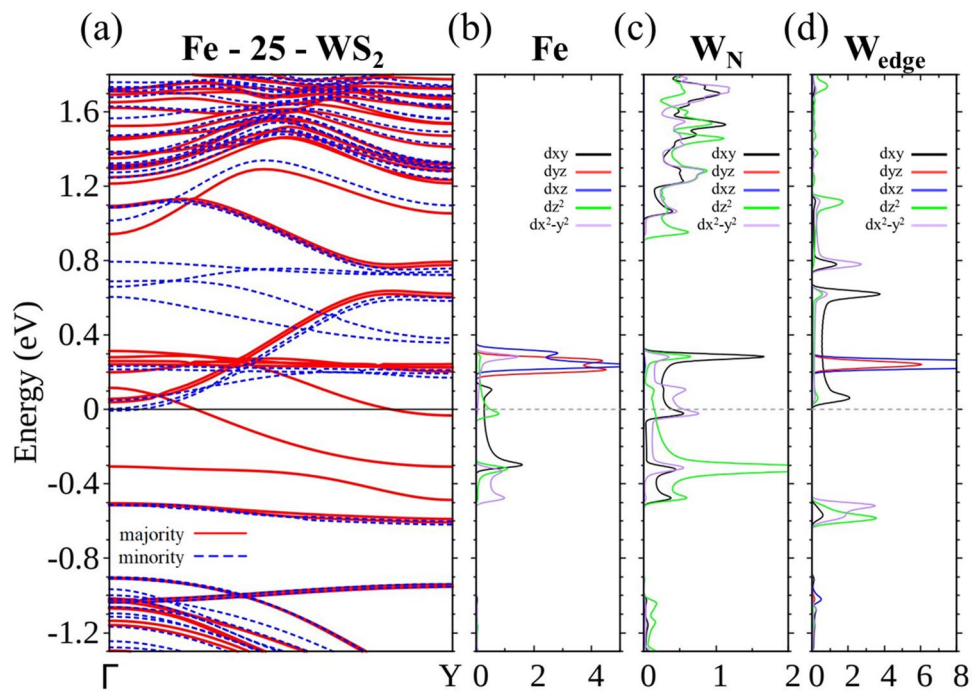 (a) (b) (c) (d)
Fe - 25 - WS₂ Fe W_N W_edge
Energy (eV)
1.6
1.2
0.8
0.4
0
-0.4
-0.8
-1.2
majority
minority
Γ Y
dxy
dyz
dxz
dz²
dx²-y²
0 2 4
dxy
dyz
dxz
dz²
dx²-y²
0 1 2
dxy
dyz
dxz
dz²
dx²-y²
0 2 4 6 8